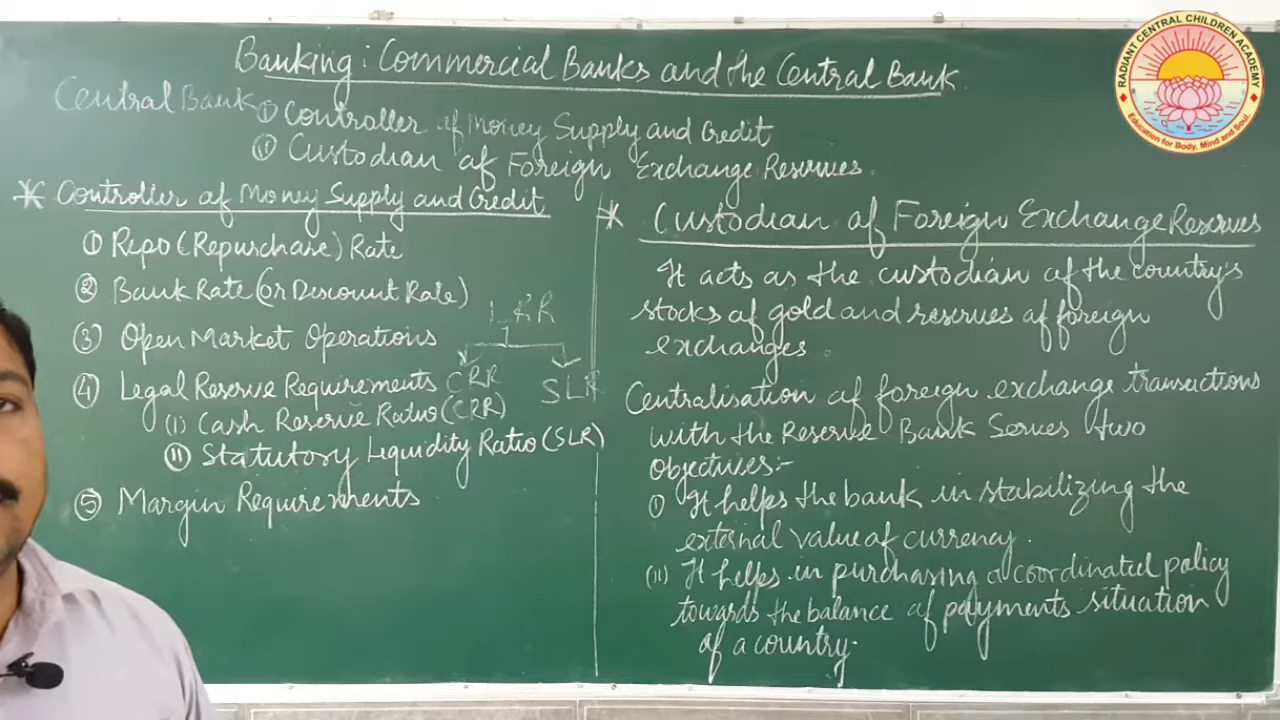 Banking: Commercial Banks and the Central Bank.
Central Bank (i) Controller of Money Supply and Credit
(ii) Custodian of Foreign Exchange Reserves.
* Controller of Money Supply and Credit
① Repo (Repurchase) Rate
② Bank Rate (or Discount Rate)
③ Open Market Operations
LRR
CRR SLR
④ Legal Reserve Requirements
(i) Cash Reserve Ratio (CRR)
(ii) Statutory Liquidity Ratio (SLR)
⑤ Margin Requirements
* Custodian of Foreign Exchange Reserves
It acts as the custodian of the country's
stocks of gold and reserves of foreign
exchanges.
Centralisation of foreign exchange transactions
with the Reserve Bank Serves two
objectives:-
(i) It helps the bank in stabilizing the
external value of currency.
(ii) It helps in purchasing a coordinated policy
towards the balance of payments situation
of a country.
RADIANT CENTRAL CHILDREN ACADEMY
Education for Body, Mind and Soul.